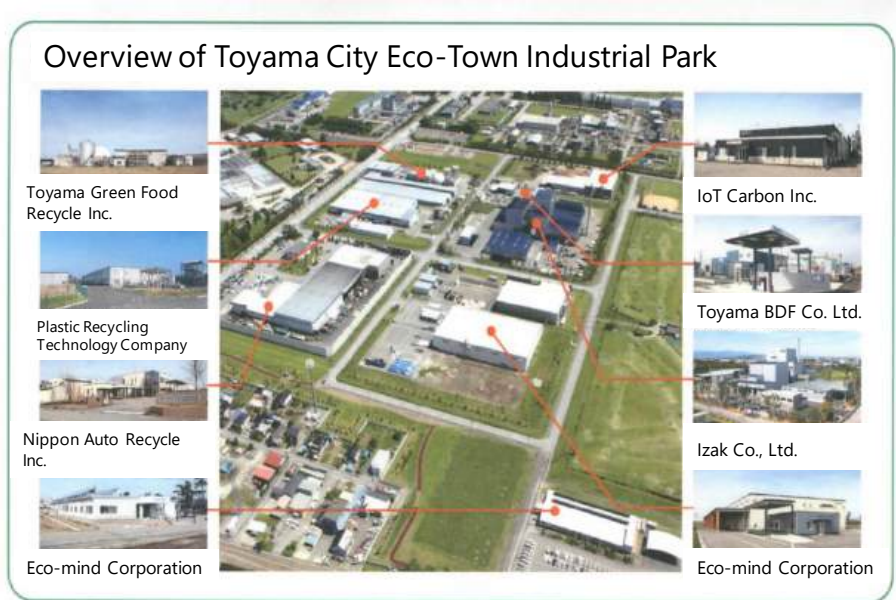 Overview of Toyama City Eco-Town Industrial Park
Toyama Green Food
Recycle Inc.
Plastic Recycling
Technology Company
Nippon Auto Recycle
Inc.
Eco-mind Corporation
IoT Carbon Inc.
Toyama BDF Co. Ltd.
Izak Co., Ltd.
Eco-mind Corporation